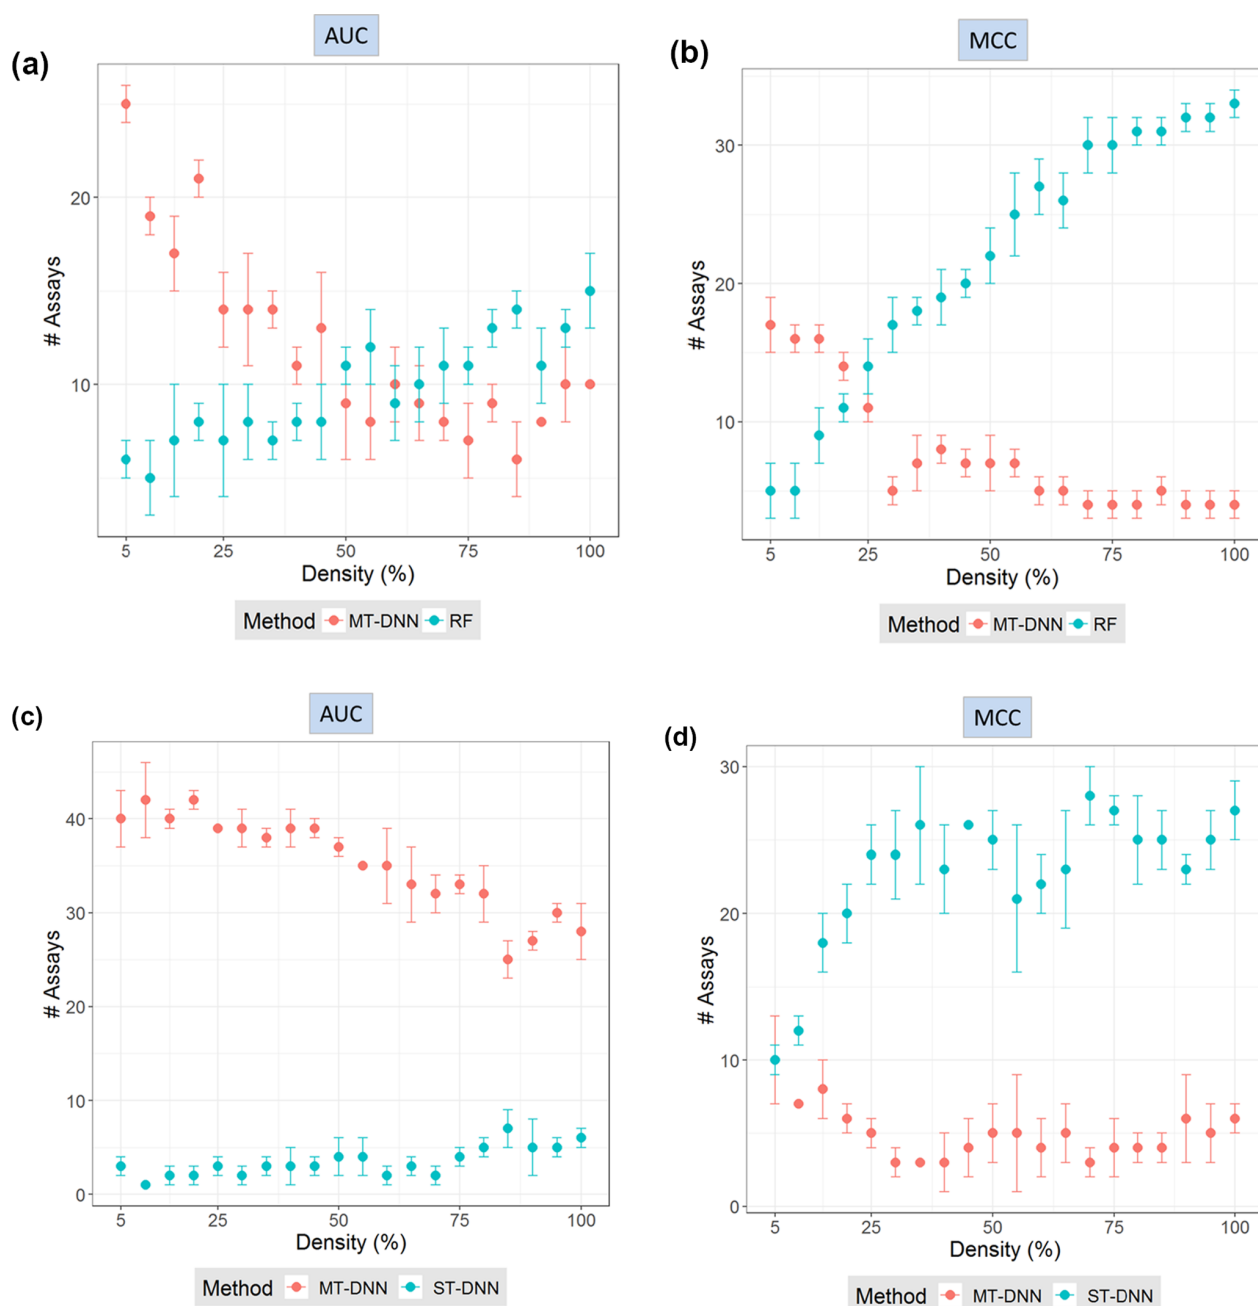 (a)
AUC
# Assays
20
10
5 25 50 75 100
Density (%)
Method MT-DNN RF
(b)
MCC
# Assays
30
20
10
5 25 50 75 100
Density (%)
Method MT-DNN RF
(c)
AUC
# Assays
40
30
20
10
0
5 25 50 75 100
Density (%)
Method MT-DNN ST-DNN
(d)
MCC
# Assays
30
20
10
0
5 25 50 75 100
Density (%)
Method MT-DNN ST-DNN